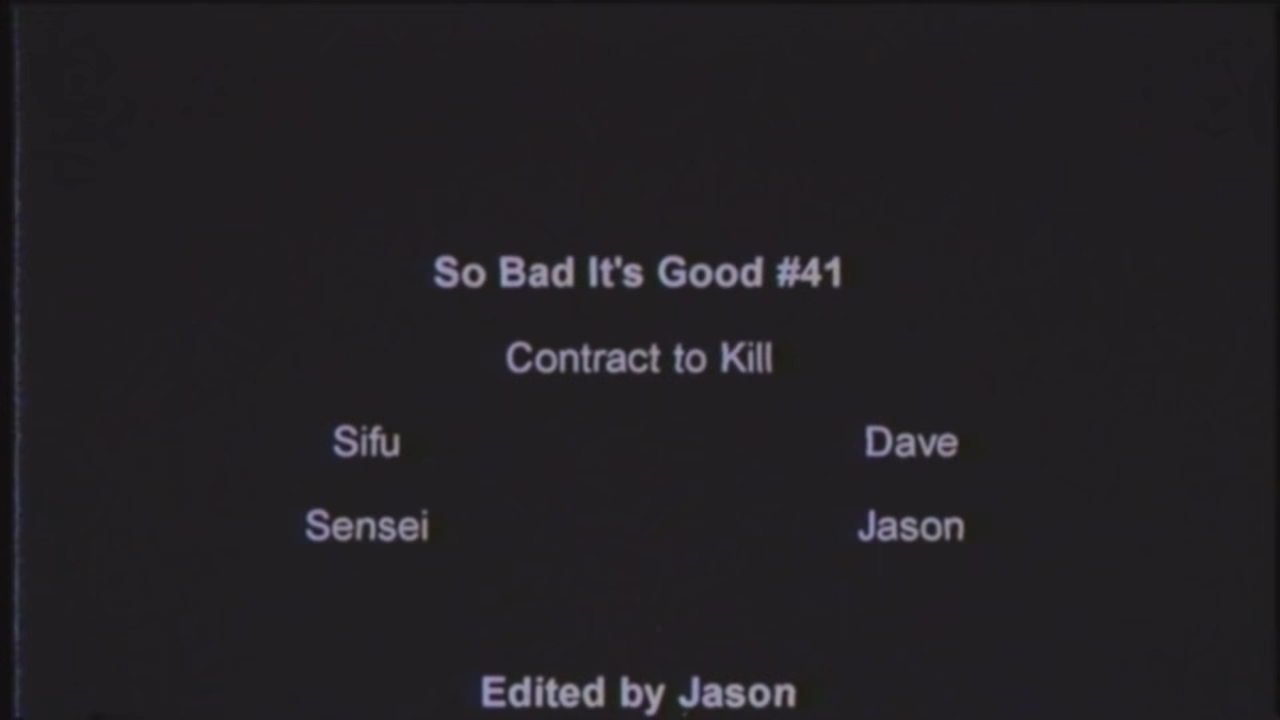 So Bad It's Good #41
Contract to Kill
Sifu Dave
Sensei Jason
Edited by Jason